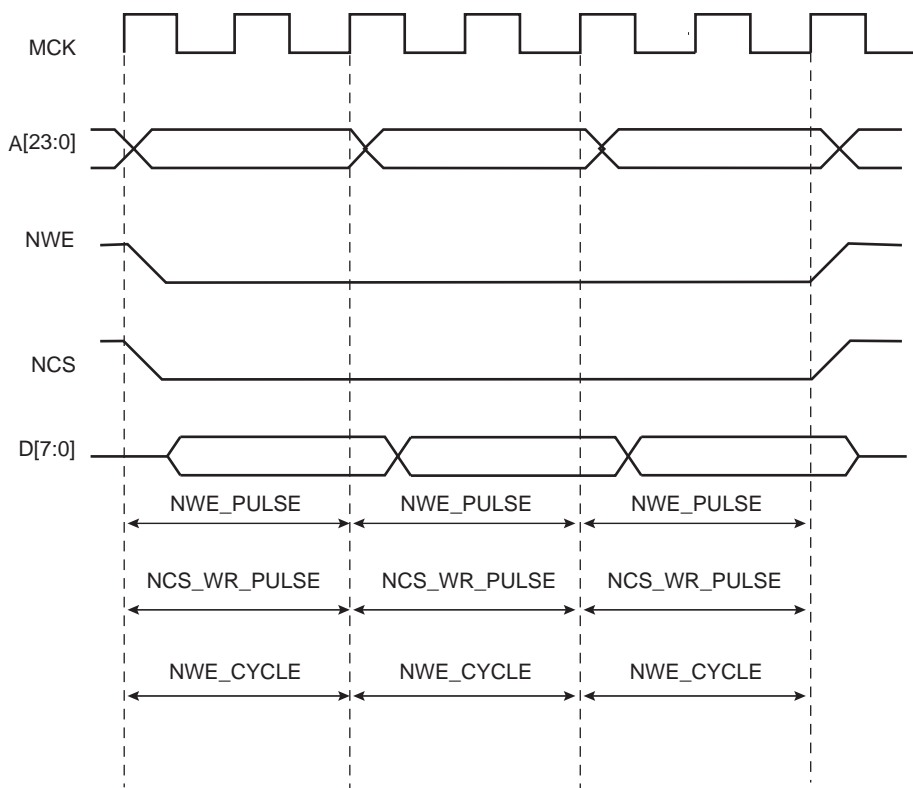 MCK
A[23:0]
NWE
NCS
D[7:0]
NWE_PULSE NWE_PULSE NWE_PULSE
NCS_WR_PULSE NCS_WR_PULSE NCS_WR_PULSE
NWE_CYCLE NWE_CYCLE NWE_CYCLE